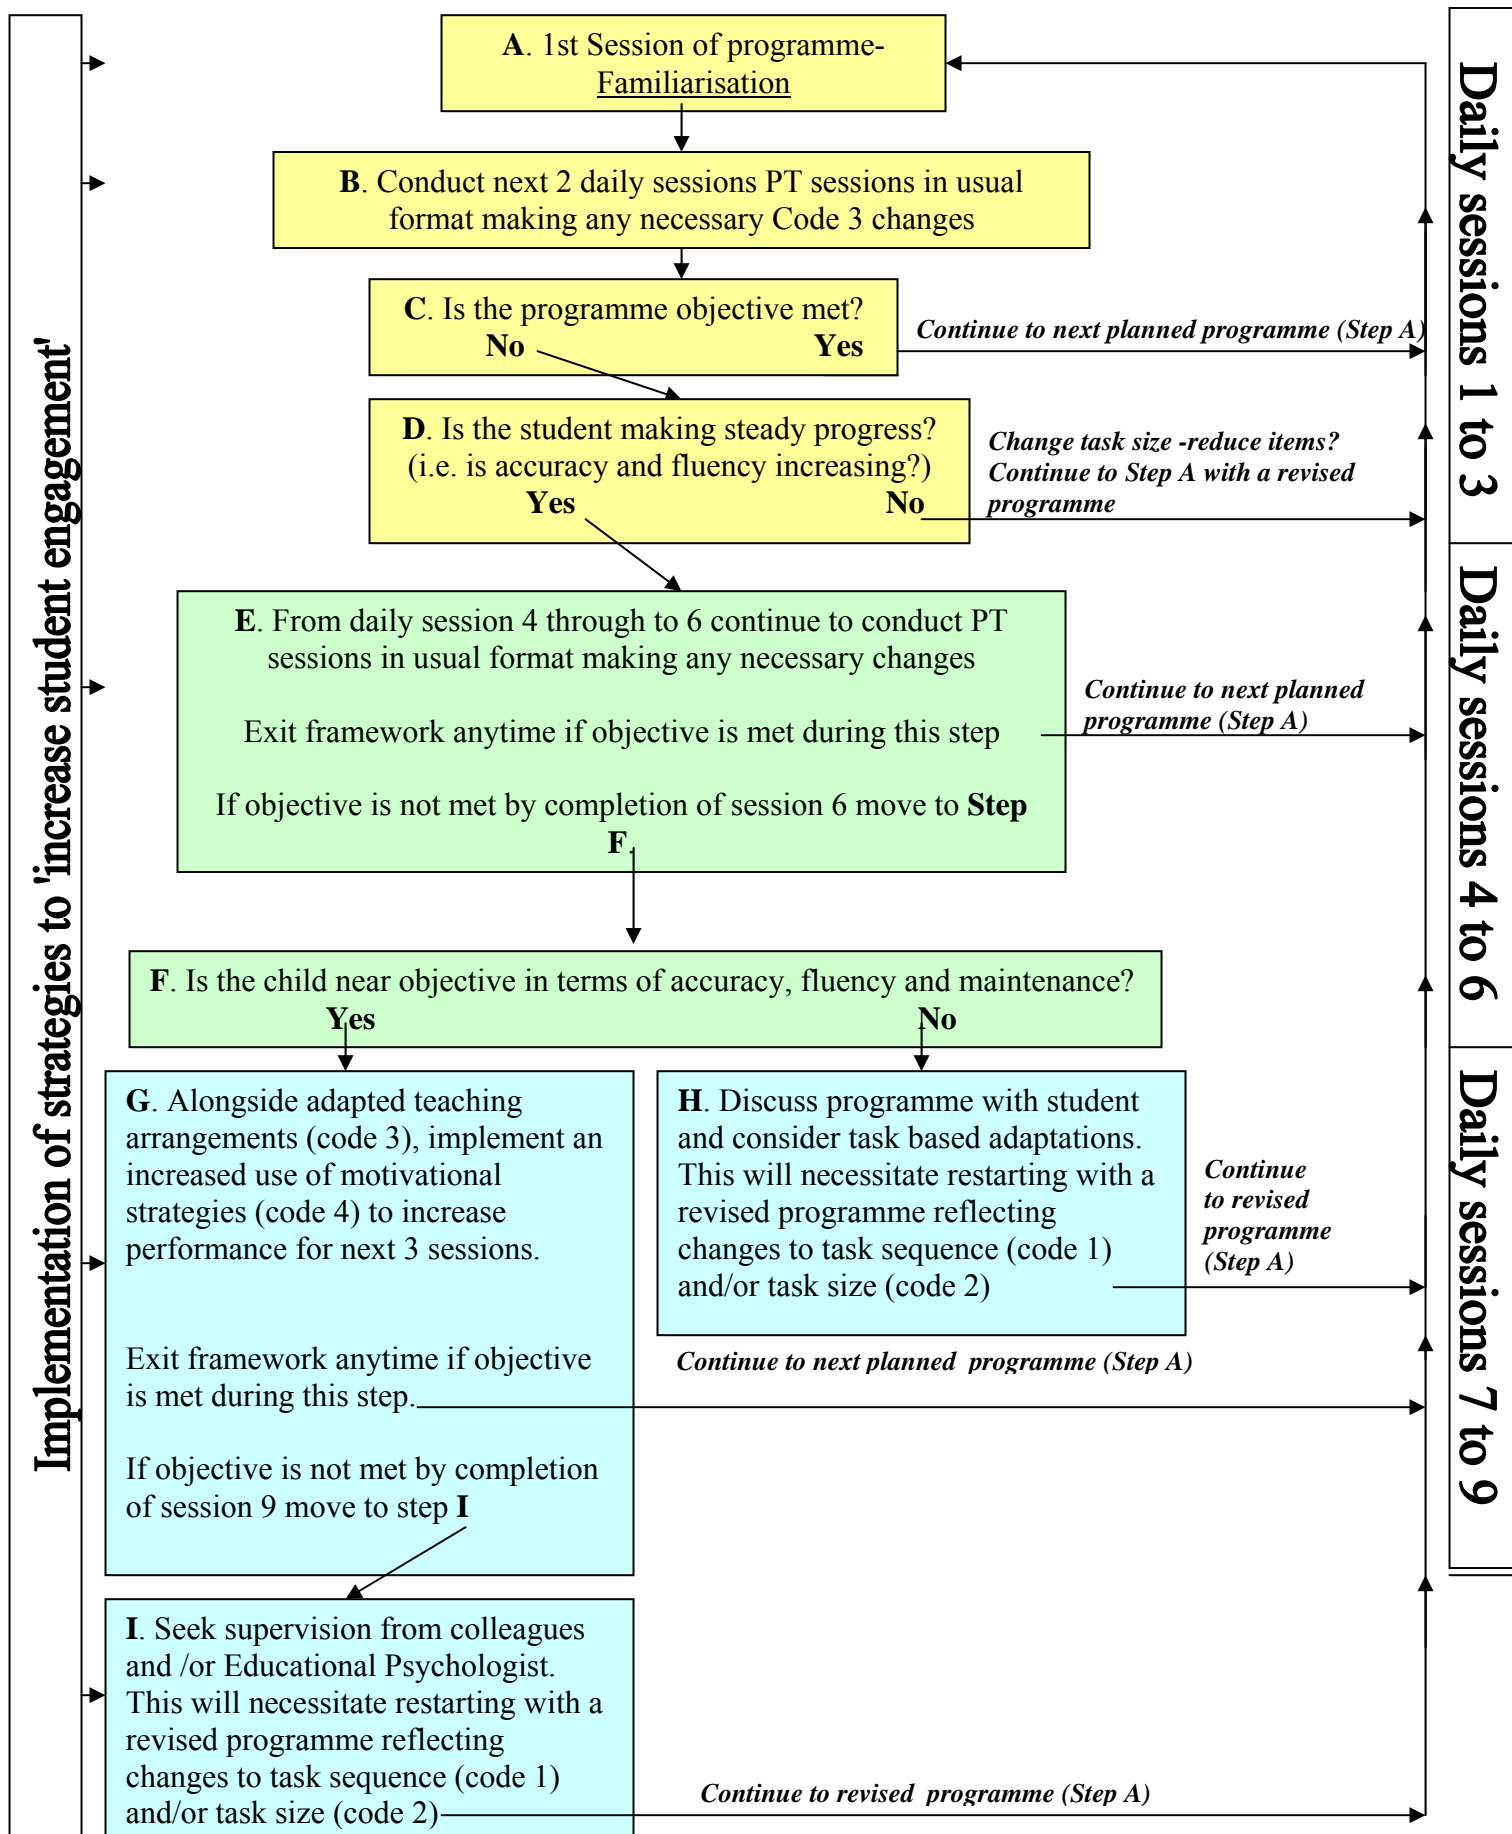 Implementation of strategies to 'increase student engagement'
A. 1st Session of programme-
Familiarisation
B. Conduct next 2 daily sessions PT sessions in usual
format making any necessary Code 3 changes
C. Is the programme objective met?
No Yes
Continue to next planned programme (Step A)
D. Is the student making steady progress?
(i.e. is accuracy and fluency increasing?)
Yes No
Change task size -reduce items?
Continue to Step A with a revised
programme
Daily sessions 1 to 3
E. From daily session 4 through to 6 continue to conduct PT
sessions in usual format making any necessary changes
Exit framework anytime if objective is met during this step
If objective is not met by completion of session 6 move to Step
F.
Continue to next planned
programme (Step A)
F. Is the child near objective in terms of accuracy, fluency and maintenance?
Yes No
Daily sessions 4 to 6
G. Alongside adapted teaching
arrangements (code 3), implement an
increased use of motivational
strategies (code 4) to increase
performance for next 3 sessions.
Exit framework anytime if objective
is met during this step.
If objective is not met by completion
of session 9 move to step I
H. Discuss programme with student
and consider task based adaptations.
This will necessitate restarting with a
revised programme reflecting
changes to task sequence (code 1)
and/or task size (code 2)
Continue
to revised
programme
(Step A)
Continue to next planned programme (Step A)
Daily sessions 7 to 9
I. Seek supervision from colleagues
and /or Educational Psychologist.
This will necessitate restarting with a
revised programme reflecting
changes to task sequence (code 1)
and/or task size (code 2)
Continue to revised programme (Step A)